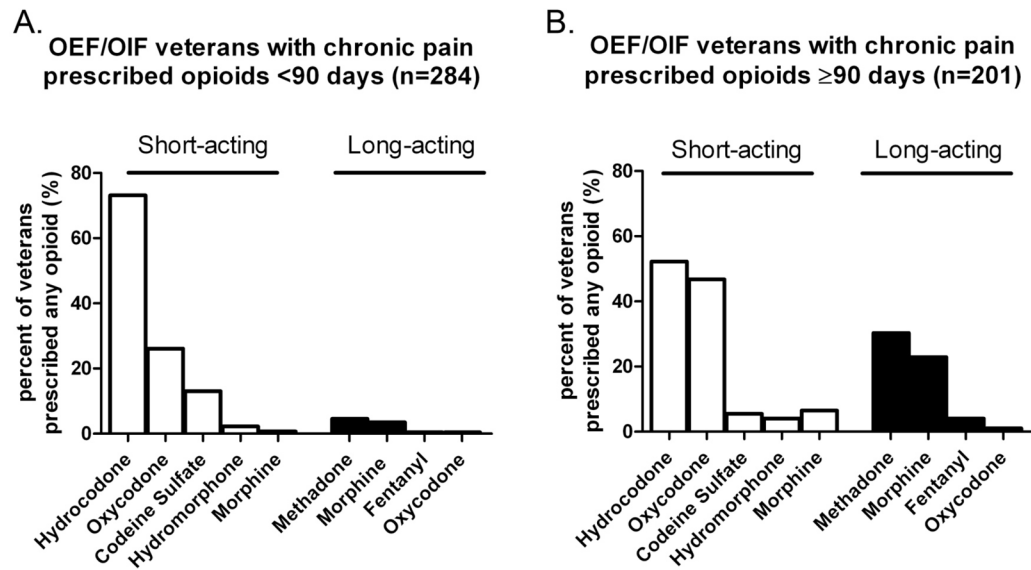 A.
OEF/OIF veterans with chronic pain
prescribed opioids <90 days (n=284)
Short-acting
Long-acting
percent of veterans
prescribed any opioid (%)
80
60
40
20
0
Hydrocodone
Oxycodone
Codeine Sulfate
Hydromorphone
Morphine
Methadone
Morphine
Fentanyl
Oxycodone
B.
OEF/OIF veterans with chronic pain
prescribed opioids ≥90 days (n=201)
Short-acting
Long-acting
percent of veterans
prescribed any opioid (%)
80
60
40
20
0
Hydrocodone
Oxycodone
Codeine Sulfate
Hydromorphone
Morphine
Methadone
Morphine
Fentanyl
Oxycodone